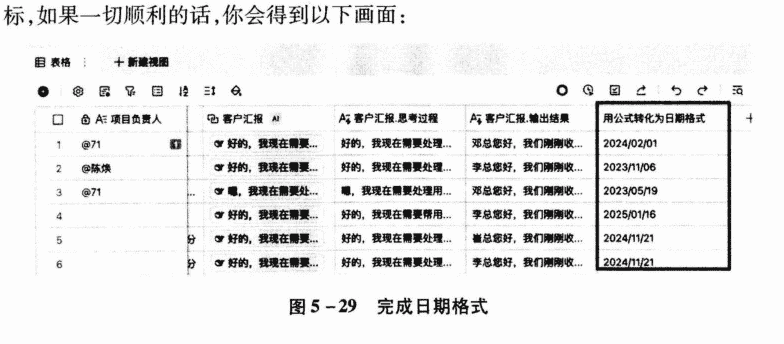 标,如果一切顺利的话,你会得到以下画面:
表格 ⋮ + 新建视图
项目负责人 客户汇报 AI 客户汇报.思考过程 客户汇报.输出结果 用公式转化为日期格式 +
1 @71 好的，我现在需要... 好的，我现在需要处理... 邓总您好，我们刚刚收... 2024/02/01
2 @陈焕 好的，我现在需要... 好的，我现在需要处理... 李总您好，我们刚刚收... 2023/11/06
3 @71 ... 嗯，我现在需要处... 嗯，我现在需要处理用... 邓总您好，我们刚刚收... 2023/05/19
4 好的，我现在需要... 好的，我现在需要帮用... 李总您好，我们刚刚收... 2025/01/16
5 分 好的，我现在需要... 好的，我现在需要处理... 崔总您好，我们刚刚收... 2024/11/21
6 分 好的，我现在需要... 好的，我现在需要处理... 李总您好，我们刚刚收... 2024/11/21
图5-29 完成日期格式